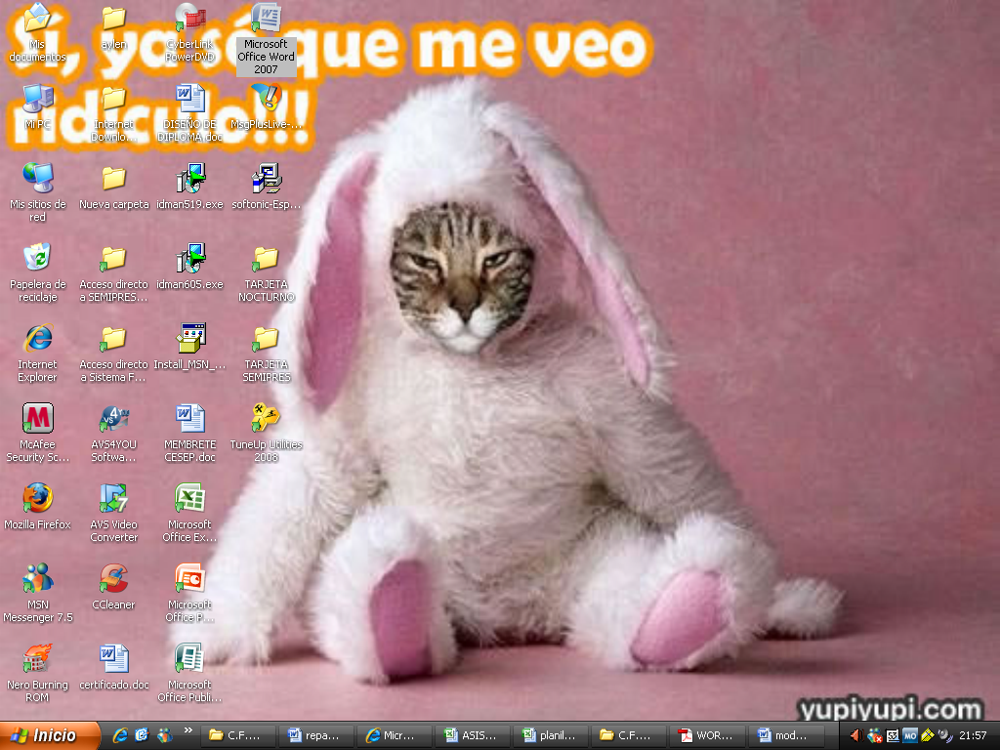 Sí, ya sé que me veo
ridículo!!!
Mis
documentos
Mi PC
Mis sitios de
red
Papelera de
reciclaje
Internet
Explorer
McAfee
Security Sc...
Mozilla Firefox
MSN
Messenger 7.5
Nero Burning
ROM
aylen
Internet
Downlo...
Nueva carpeta
Acceso directo
a SEMIPRES...
Acceso directo
a Sistema F...
AVS4YOU
Softwa...
AVS Video
Converter
CCleaner
certificado.doc
CyberLink
PowerDVD
DISEÑO DE
DIPLOMA.doc
idman519.exe
idman605.exe
Install_MSN_...
MEMBRETE
CESEP.doc
Microsoft
Office Ex...
Microsoft
Office P...
Microsoft
Office Publi...
Microsoft
Office Word
2007
MsgPlusLive-...
softonic-Esp...
TARJETA
NOCTURNO
TARJETA
SEMIPRES
TuneUp Utilities
2008
yupiyupi.com
Inicio
C.F....
repa...
Micr...
ASIS...
planil...
C.F....
WOR...
mod...
MO
21:57